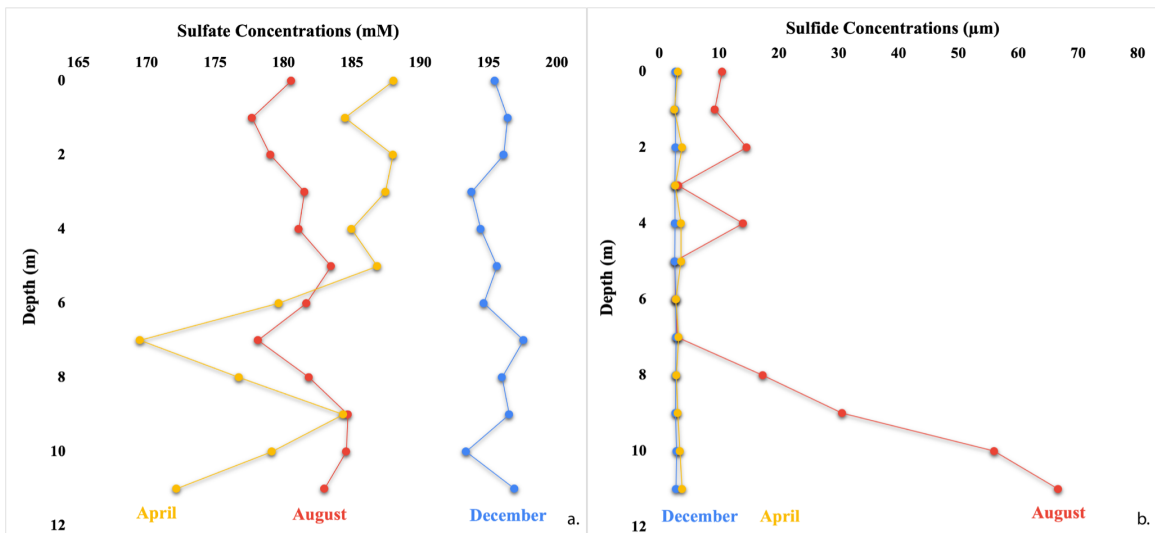 Sulfate Concentrations (mM)
165 170 175 180 185 190 195 200
Depth (m)
0
2
4
6
8
10
12
April August December
a.
Sulfide Concentrations (µm)
0 10 20 30 40 50 60 70 80
Depth (m)
0
2
4
6
8
10
12
December April August
b.